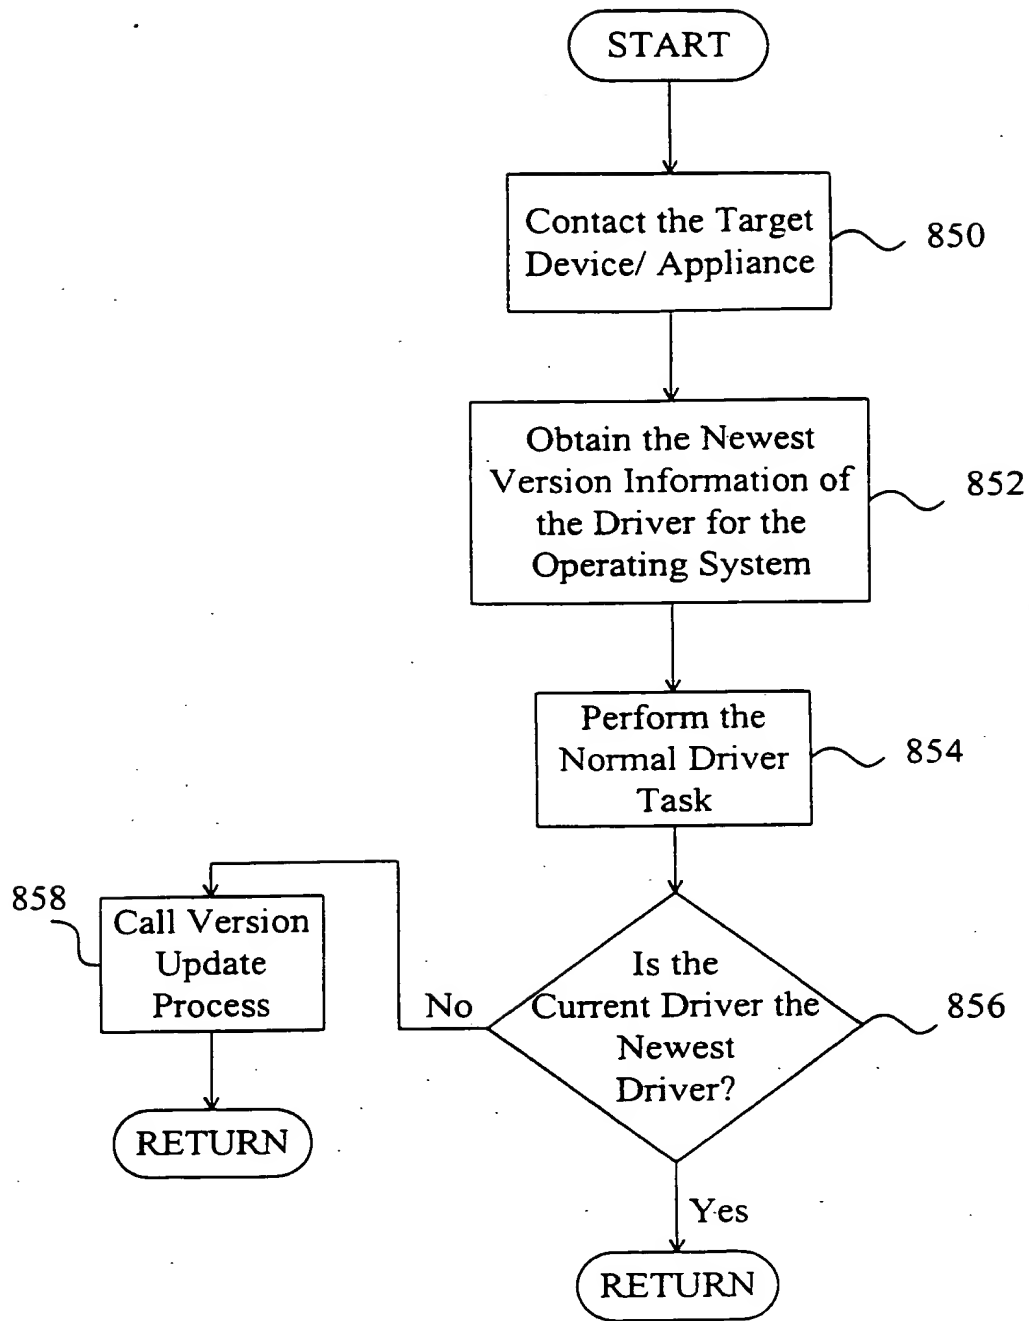 START
Contact the Target
Device/ Appliance
850
Obtain the Newest
Version Information of
the Driver for the
Operating System
852
Perform the
Normal Driver
Task
854
858
Call Version
Update
Process
No
Is the
Current Driver the
Newest
Driver?
856
RETURN
Yes
RETURN